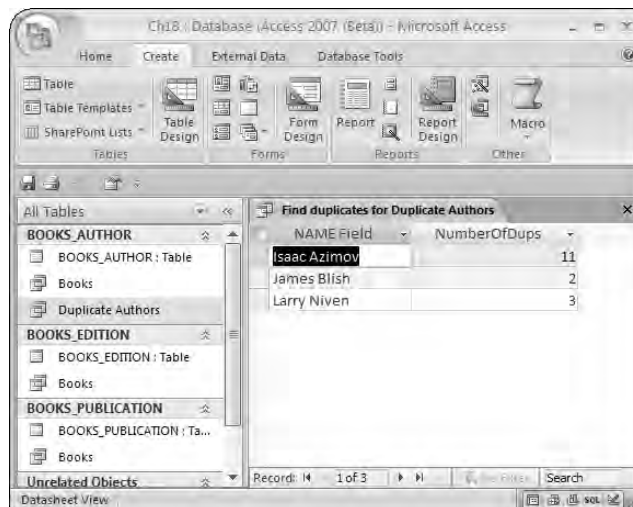 Ch18 : Database (Access 2007 (Beta)) - Microsoft Access
Home Create External Data Database Tools
Table
Table Templates
SharePoint Lists
Table Design
Form Design
Report
Report Design
Macro
Tables Forms Reports Other
All Tables
BOOKS_AUTHOR
BOOKS_AUTHOR : Table
Books
Duplicate Authors
BOOKS_EDITION
BOOKS_EDITION : Table
Books
BOOKS_PUBLICATION
BOOKS_PUBLICATION : Ta...
Books
Unrelated Objects
Find duplicates for Duplicate Authors
NAME Field NumberOfDups
Isaac Azimov 11
James Blish 2
Larry Niven 3
Record: 1 of 3 No Filter Search
Datasheet View SQL